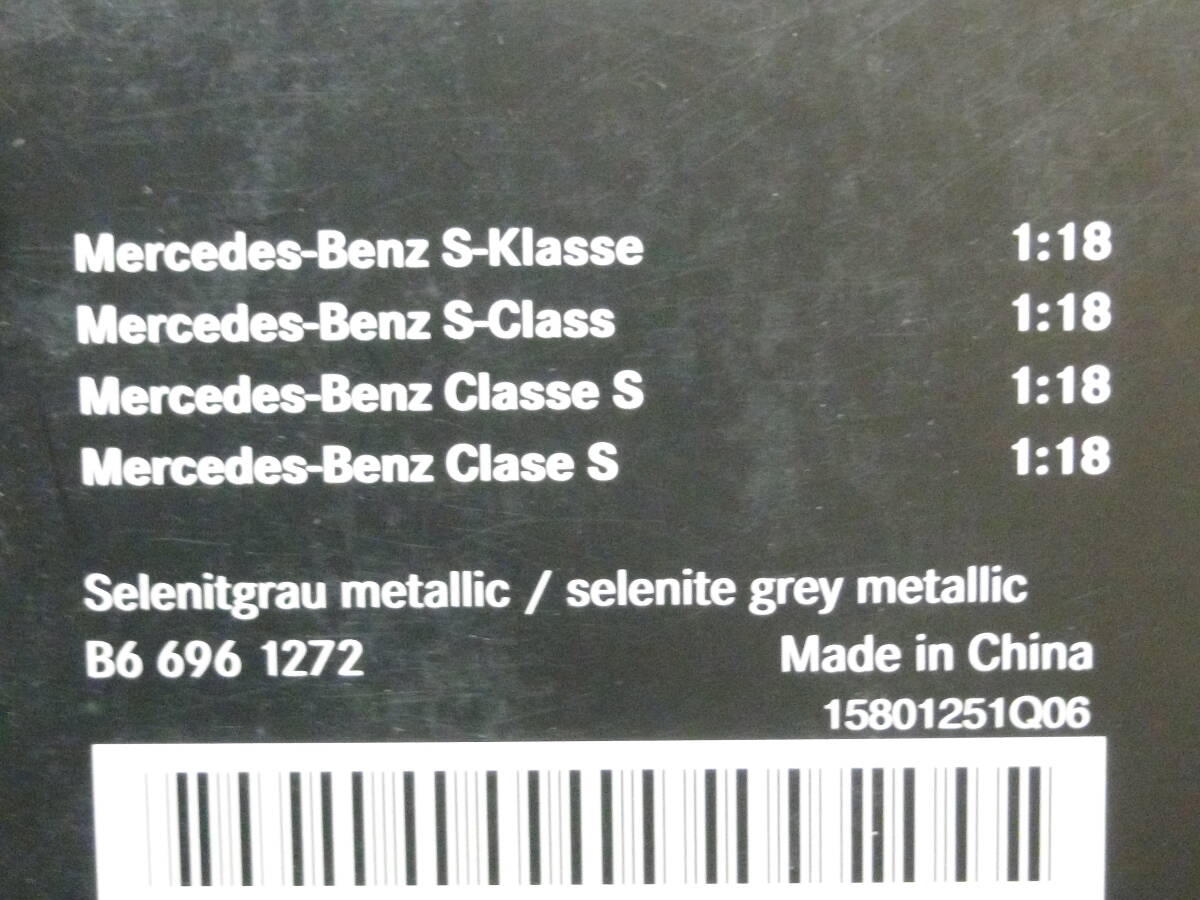 Mercedes-Benz S-Klasse 1:18
Mercedes-Benz S-Class 1:18
Mercedes-Benz Classe S 1:18
Mercedes-Benz Clase S 1:18
Selenitgrau metallic / selenite grey metallic
B6 696 1272 Made in China
15801251Q06